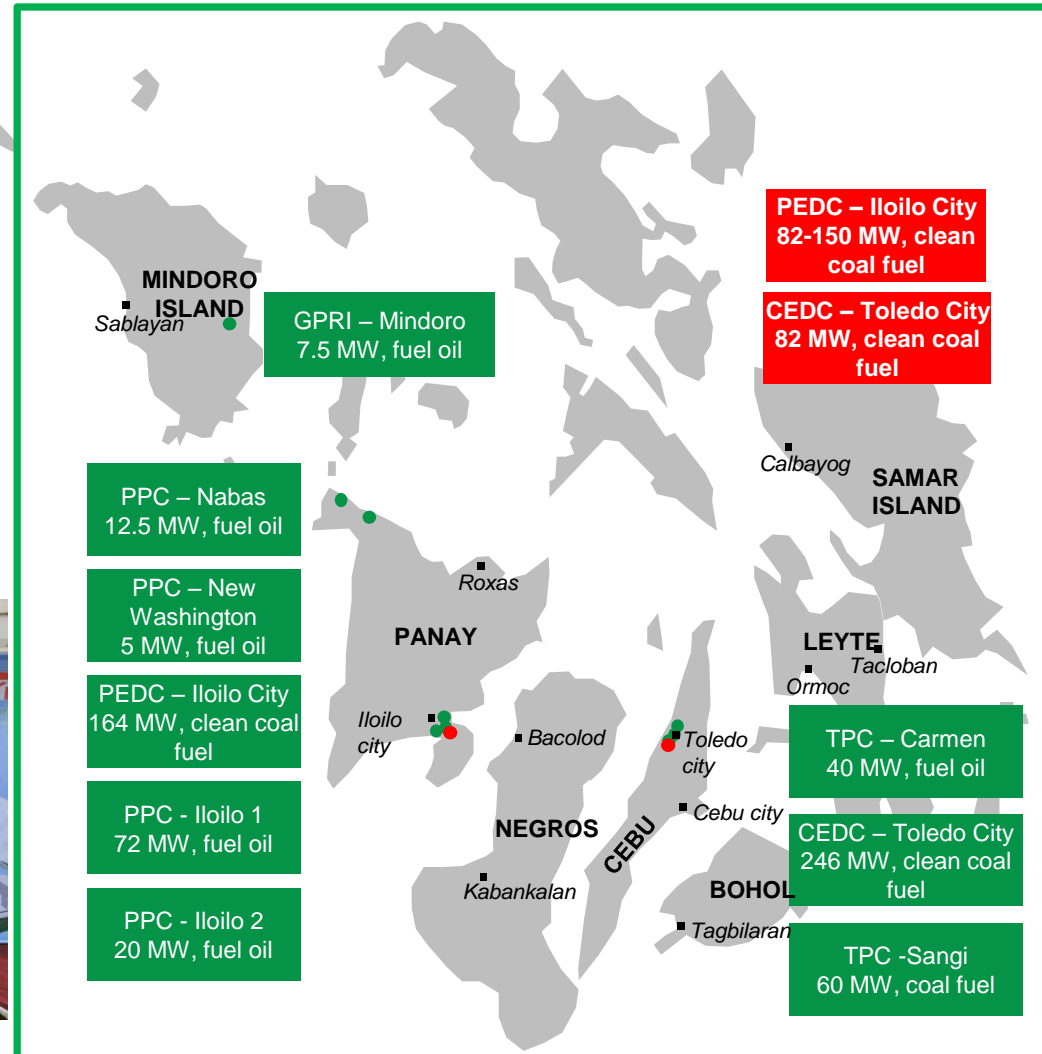 PEDC – Iloilo City
82-150 MW, clean
coal fuel
MINDORO
ISLAND
Sablayan
GPRI – Mindoro
7.5 MW, fuel oil
CEDC – Toledo City
82 MW, clean coal
fuel
Calbayog
SAMAR
ISLAND
PPC – Nabas
12.5 MW, fuel oil
Roxas
PPC – New
Washington
5 MW, fuel oil
PANAY
LEYTE
Tacloban
Ormoc
PEDC – Iloilo City
164 MW, clean coal
fuel
Iloilo
city
Bacolod
Toledo
city
TPC – Carmen
40 MW, fuel oil
PPC - Iloilo 1
72 MW, fuel oil
NEGROS
CEBU
Cebu city
CEDC – Toledo City
246 MW, clean coal
fuel
Kabankalan
BOHOL
PPC - Iloilo 2
20 MW, fuel oil
Tagbilaran
TPC -Sangi
60 MW, coal fuel